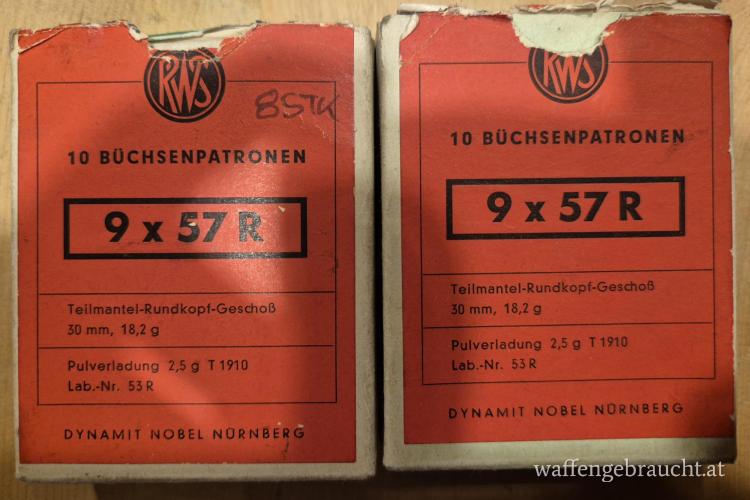 RWS
8STK
10 BÜCHSENPATRONEN
9 x 57 R
Teilmantel-Rundkopf-Geschoß
30 mm, 18,2 g
Pulverladung 2,5 g T 1910
Lab.-Nr. 53 R
DYNAMIT NOBEL NÜRNBERG
RWS
10 BÜCHSENPATRONEN
9 x 57 R
Teilmantel-Rundkopf-Geschoß
30 mm, 18,2 g
Pulverladung 2,5 g T 1910
Lab.-Nr. 53 R
DYNAMIT NOBEL NÜRNBERG
waffengebraucht.at